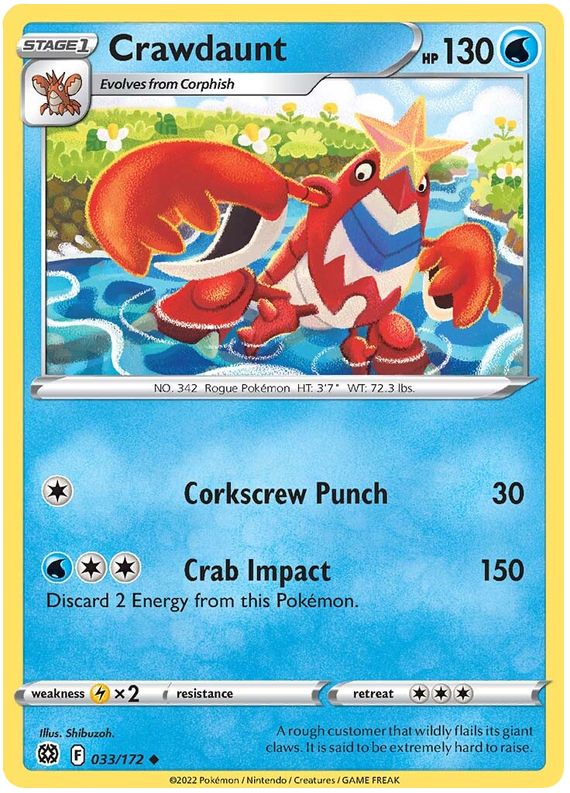 STAGE 1
Crawdaunt
HP 130
Evolves from Corphish
NO. 342 Rogue Pokémon HT: 3'7" WT: 72.3 lbs.
Corkscrew Punch 30
Crab Impact 150
Discard 2 Energy from this Pokémon.
weakness ×2 resistance retreat
Illus. Shibuzoh.
A rough customer that wildly flails its giant
claws. It is said to be extremely hard to raise.
F 033/172
©2022 Pokémon / Nintendo / Creatures / GAME FREAK